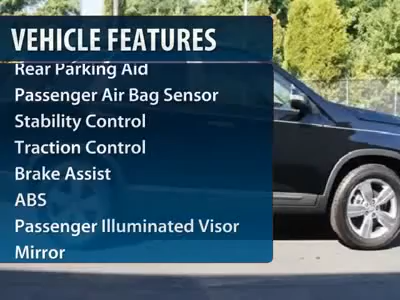 VEHICLE FEATURES
Rear Parking Aid
Passenger Air Bag Sensor
Stability Control
Traction Control
Brake Assist
ABS
Passenger Illuminated Visor
Mirror